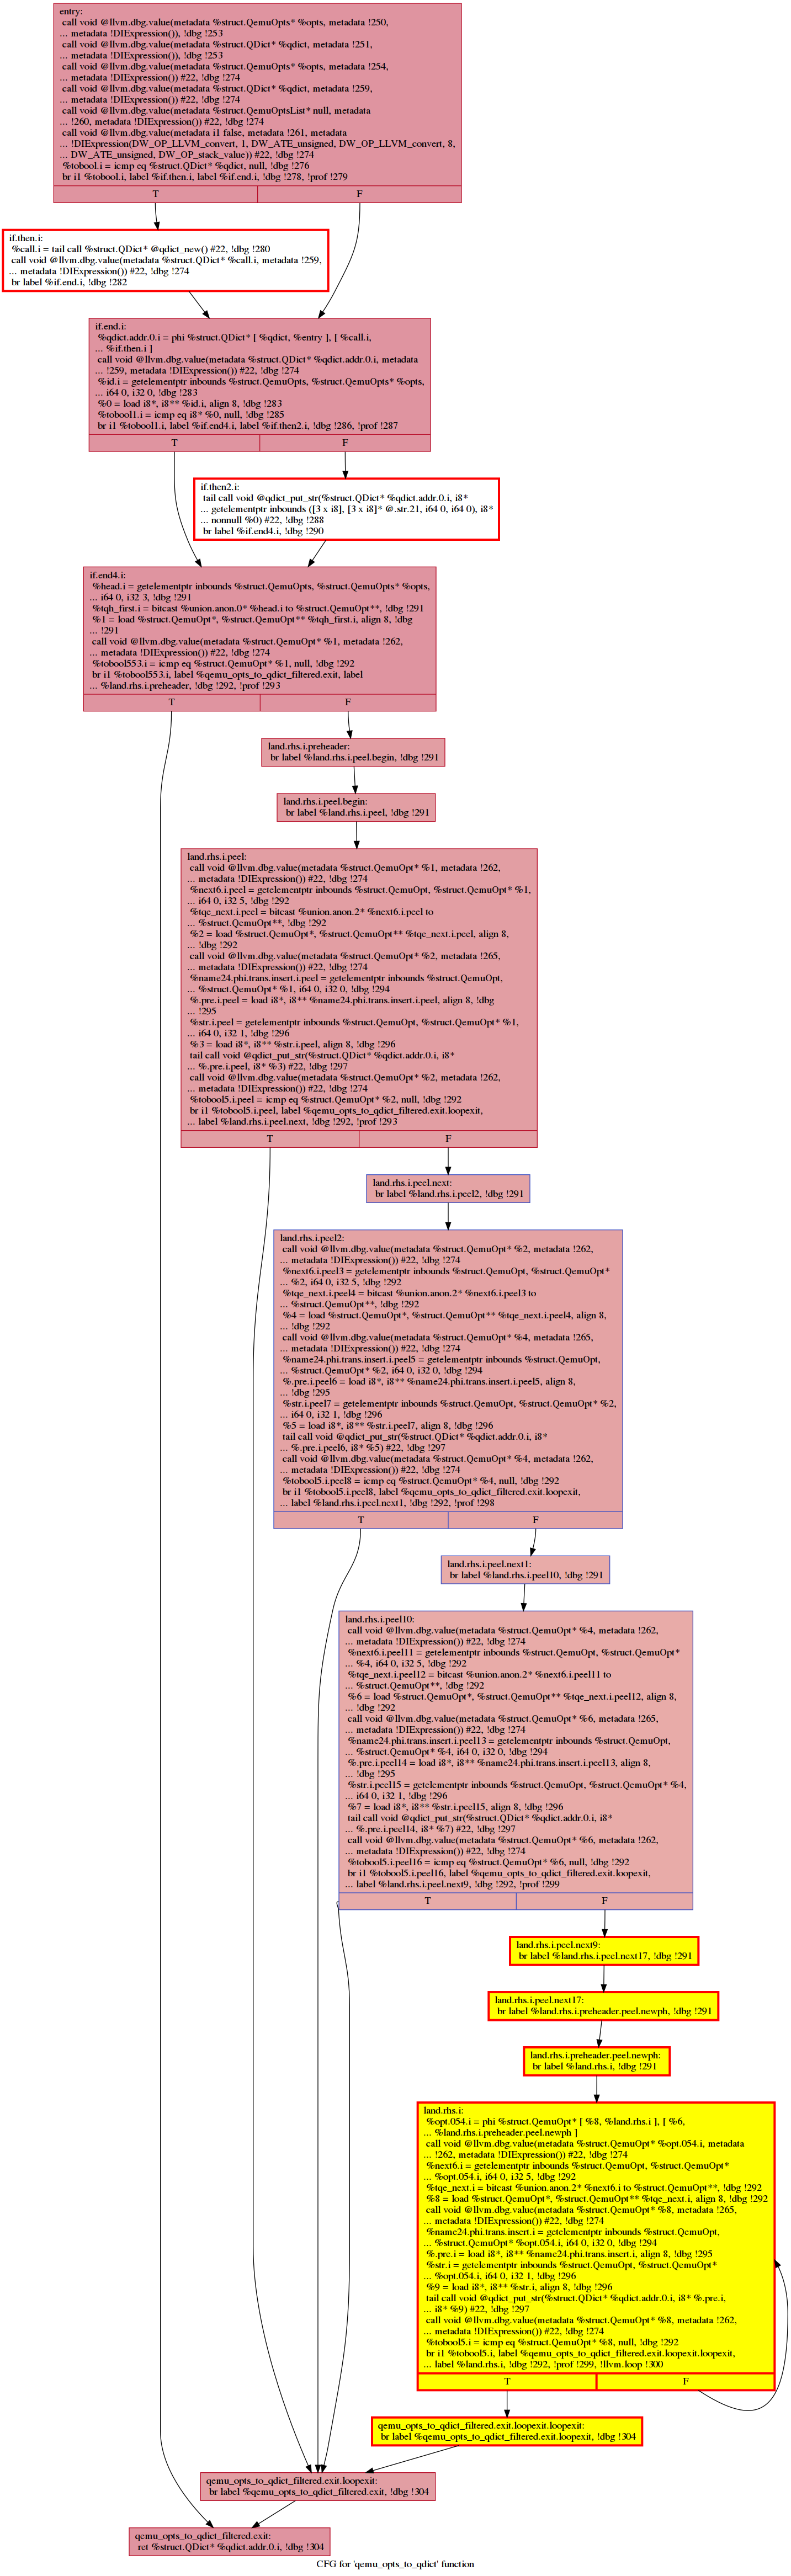 entry:
call void @llvm.dbg.value(metadata %struct.QemuOpts* %opts, metadata !250,
... metadata !DIExpression()), !dbg !253
call void @llvm.dbg.value(metadata %struct.QDict* %qdict, metadata !251,
... metadata !DIExpression()), !dbg !253
call void @llvm.dbg.value(metadata %struct.QemuOpts* %opts, metadata !254,
... metadata !DIExpression()) #22, !dbg !274
call void @llvm.dbg.value(metadata %struct.QDict* %qdict, metadata !259,
... metadata !DIExpression()) #22, !dbg !274
call void @llvm.dbg.value(metadata %struct.QemuOptsList* null, metadata
... !260, metadata !DIExpression()) #22, !dbg !274
call void @llvm.dbg.value(metadata i1 false, metadata !261, metadata
... !DIExpression(DW_OP_LLVM_convert, 1, DW_ATE_unsigned, DW_OP_LLVM_convert, 8,
... DW_ATE_unsigned, DW_OP_stack_value)) #22, !dbg !274
%tobool.i = icmp eq %struct.QDict* %qdict, null, !dbg !276
br i1 %tobool.i, label %if.then.i, label %if.end.i, !dbg !278, !prof !279
T F
if.then.i:
%call.i = tail call %struct.QDict* @qdict_new() #22, !dbg !280
call void @llvm.dbg.value(metadata %struct.QDict* %call.i, metadata !259,
... metadata !DIExpression()) #22, !dbg !274
br label %if.end.i, !dbg !282
if.end.i:
%qdict.addr.0.i = phi %struct.QDict* [ %qdict, %entry ], [ %call.i,
... %if.then.i ]
call void @llvm.dbg.value(metadata %struct.QDict* %qdict.addr.0.i, metadata
... !259, metadata !DIExpression()) #22, !dbg !274
%id.i = getelementptr inbounds %struct.QemuOpts, %struct.QemuOpts* %opts,
... i64 0, i32 0, !dbg !283
%0 = load i8*, i8** %id.i, align 8, !dbg !283
%tobool1.i = icmp eq i8* %0, null, !dbg !285
br i1 %tobool1.i, label %if.end4.i, label %if.then2.i, !dbg !286, !prof !287
T F
if.then2.i:
tail call void @qdict_put_str(%struct.QDict* %qdict.addr.0.i, i8*
... getelementptr inbounds ([3 x i8], [3 x i8]* @.str.21, i64 0, i64 0), i8*
... nonnull %0) #22, !dbg !288
br label %if.end4.i, !dbg !290
if.end4.i:
%head.i = getelementptr inbounds %struct.QemuOpts, %struct.QemuOpts* %opts,
... i64 0, i32 3, !dbg !291
%tqh_first.i = bitcast %union.anon.0* %head.i to %struct.QemuOpt**, !dbg !291
%1 = load %struct.QemuOpt*, %struct.QemuOpt** %tqh_first.i, align 8, !dbg
... !291
call void @llvm.dbg.value(metadata %struct.QemuOpt* %1, metadata !262,
... metadata !DIExpression()) #22, !dbg !274
%tobool553.i = icmp eq %struct.QemuOpt* %1, null, !dbg !292
br i1 %tobool553.i, label %qemu_opts_to_qdict_filtered.exit, label
... %land.rhs.i.preheader, !dbg !292, !prof !293
T F
land.rhs.i.preheader:
br label %land.rhs.i.peel.begin, !dbg !291
land.rhs.i.peel.begin:
br label %land.rhs.i.peel, !dbg !291
land.rhs.i.peel:
call void @llvm.dbg.value(metadata %struct.QemuOpt* %1, metadata !262,
... metadata !DIExpression()) #22, !dbg !274
%next6.i.peel = getelementptr inbounds %struct.QemuOpt, %struct.QemuOpt* %1,
... i64 0, i32 5, !dbg !292
%tqe_next.i.peel = bitcast %union.anon.2* %next6.i.peel to
... %struct.QemuOpt**, !dbg !292
%2 = load %struct.QemuOpt*, %struct.QemuOpt** %tqe_next.i.peel, align 8,
... !dbg !292
call void @llvm.dbg.value(metadata %struct.QemuOpt* %2, metadata !265,
... metadata !DIExpression()) #22, !dbg !274
%name24.phi.trans.insert.i.peel = getelementptr inbounds %struct.QemuOpt,
... %struct.QemuOpt* %1, i64 0, i32 0, !dbg !294
%.pre.i.peel = load i8*, i8** %name24.phi.trans.insert.i.peel, align 8, !dbg
... !295
%str.i.peel = getelementptr inbounds %struct.QemuOpt, %struct.QemuOpt* %1,
... i64 0, i32 1, !dbg !296
%3 = load i8*, i8** %str.i.peel, align 8, !dbg !296
tail call void @qdict_put_str(%struct.QDict* %qdict.addr.0.i, i8*
... %.pre.i.peel, i8* %3) #22, !dbg !297
call void @llvm.dbg.value(metadata %struct.QemuOpt* %2, metadata !262,
... metadata !DIExpression()) #22, !dbg !274
%tobool5.i.peel = icmp eq %struct.QemuOpt* %2, null, !dbg !292
br i1 %tobool5.i.peel, label %qemu_opts_to_qdict_filtered.exit.loopexit,
... label %land.rhs.i.peel.next, !dbg !292, !prof !293
T F
land.rhs.i.peel.next:
br label %land.rhs.i.peel2, !dbg !291
land.rhs.i.peel2:
call void @llvm.dbg.value(metadata %struct.QemuOpt* %2, metadata !262,
... metadata !DIExpression()) #22, !dbg !274
%next6.i.peel3 = getelementptr inbounds %struct.QemuOpt, %struct.QemuOpt*
... %2, i64 0, i32 5, !dbg !292
%tqe_next.i.peel4 = bitcast %union.anon.2* %next6.i.peel3 to
... %struct.QemuOpt**, !dbg !292
%4 = load %struct.QemuOpt*, %struct.QemuOpt** %tqe_next.i.peel4, align 8,
... !dbg !292
call void @llvm.dbg.value(metadata %struct.QemuOpt* %4, metadata !265,
... metadata !DIExpression()) #22, !dbg !274
%name24.phi.trans.insert.i.peel5 = getelementptr inbounds %struct.QemuOpt,
... %struct.QemuOpt* %2, i64 0, i32 0, !dbg !294
%.pre.i.peel6 = load i8*, i8** %name24.phi.trans.insert.i.peel5, align 8,
... !dbg !295
%str.i.peel7 = getelementptr inbounds %struct.QemuOpt, %struct.QemuOpt* %2,
... i64 0, i32 1, !dbg !296
%5 = load i8*, i8** %str.i.peel7, align 8, !dbg !296
tail call void @qdict_put_str(%struct.QDict* %qdict.addr.0.i, i8*
... %.pre.i.peel6, i8* %5) #22, !dbg !297
call void @llvm.dbg.value(metadata %struct.QemuOpt* %4, metadata !262,
... metadata !DIExpression()) #22, !dbg !274
%tobool5.i.peel8 = icmp eq %struct.QemuOpt* %4, null, !dbg !292
br i1 %tobool5.i.peel8, label %qemu_opts_to_qdict_filtered.exit.loopexit,
... label %land.rhs.i.peel.next1, !dbg !292, !prof !298
T F
land.rhs.i.peel.next1:
br label %land.rhs.i.peel10, !dbg !291
land.rhs.i.peel10:
call void @llvm.dbg.value(metadata %struct.QemuOpt* %4, metadata !262,
... metadata !DIExpression()) #22, !dbg !274
%next6.i.peel11 = getelementptr inbounds %struct.QemuOpt, %struct.QemuOpt*
... %4, i64 0, i32 5, !dbg !292
%tqe_next.i.peel12 = bitcast %union.anon.2* %next6.i.peel11 to
... %struct.QemuOpt**, !dbg !292
%6 = load %struct.QemuOpt*, %struct.QemuOpt** %tqe_next.i.peel12, align 8,
... !dbg !292
call void @llvm.dbg.value(metadata %struct.QemuOpt* %6, metadata !265,
... metadata !DIExpression()) #22, !dbg !274
%name24.phi.trans.insert.i.peel13 = getelementptr inbounds %struct.QemuOpt,
... %struct.QemuOpt* %4, i64 0, i32 0, !dbg !294
%.pre.i.peel14 = load i8*, i8** %name24.phi.trans.insert.i.peel13, align 8,
... !dbg !295
%str.i.peel15 = getelementptr inbounds %struct.QemuOpt, %struct.QemuOpt* %4,
... i64 0, i32 1, !dbg !296
%7 = load i8*, i8** %str.i.peel15, align 8, !dbg !296
tail call void @qdict_put_str(%struct.QDict* %qdict.addr.0.i, i8*
... %.pre.i.peel14, i8* %7) #22, !dbg !297
call void @llvm.dbg.value(metadata %struct.QemuOpt* %6, metadata !262,
... metadata !DIExpression()) #22, !dbg !274
%tobool5.i.peel16 = icmp eq %struct.QemuOpt* %6, null, !dbg !292
br i1 %tobool5.i.peel16, label %qemu_opts_to_qdict_filtered.exit.loopexit,
... label %land.rhs.i.peel.next9, !dbg !292, !prof !299
T F
land.rhs.i.peel.next9:
br label %land.rhs.i.peel.next17, !dbg !291
land.rhs.i.peel.next17:
br label %land.rhs.i.preheader.peel.newph, !dbg !291
land.rhs.i.preheader.peel.newph:
br label %land.rhs.i, !dbg !291
land.rhs.i:
%opt.054.i = phi %struct.QemuOpt* [ %8, %land.rhs.i ], [ %6,
... %land.rhs.i.preheader.peel.newph ]
call void @llvm.dbg.value(metadata %struct.QemuOpt* %opt.054.i, metadata
... !262, metadata !DIExpression()) #22, !dbg !274
%next6.i = getelementptr inbounds %struct.QemuOpt, %struct.QemuOpt*
... %opt.054.i, i64 0, i32 5, !dbg !292
%tqe_next.i = bitcast %union.anon.2* %next6.i to %struct.QemuOpt**, !dbg !292
%8 = load %struct.QemuOpt*, %struct.QemuOpt** %tqe_next.i, align 8, !dbg !292
call void @llvm.dbg.value(metadata %struct.QemuOpt* %8, metadata !265,
... metadata !DIExpression()) #22, !dbg !274
%name24.phi.trans.insert.i = getelementptr inbounds %struct.QemuOpt,
... %struct.QemuOpt* %opt.054.i, i64 0, i32 0, !dbg !294
%.pre.i = load i8*, i8** %name24.phi.trans.insert.i, align 8, !dbg !295
%str.i = getelementptr inbounds %struct.QemuOpt, %struct.QemuOpt*
... %opt.054.i, i64 0, i32 1, !dbg !296
%9 = load i8*, i8** %str.i, align 8, !dbg !296
tail call void @qdict_put_str(%struct.QDict* %qdict.addr.0.i, i8* %.pre.i,
... i8* %9) #22, !dbg !297
call void @llvm.dbg.value(metadata %struct.QemuOpt* %8, metadata !262,
... metadata !DIExpression()) #22, !dbg !274
%tobool5.i = icmp eq %struct.QemuOpt* %8, null, !dbg !292
br i1 %tobool5.i, label %qemu_opts_to_qdict_filtered.exit.loopexit.loopexit,
... label %land.rhs.i, !dbg !292, !prof !299, !llvm.loop !300
T F
qemu_opts_to_qdict_filtered.exit.loopexit.loopexit:
br label %qemu_opts_to_qdict_filtered.exit.loopexit, !dbg !304
qemu_opts_to_qdict_filtered.exit.loopexit:
br label %qemu_opts_to_qdict_filtered.exit, !dbg !304
qemu_opts_to_qdict_filtered.exit:
ret %struct.QDict* %qdict.addr.0.i, !dbg !304
CFG for 'qemu_opts_to_qdict' function